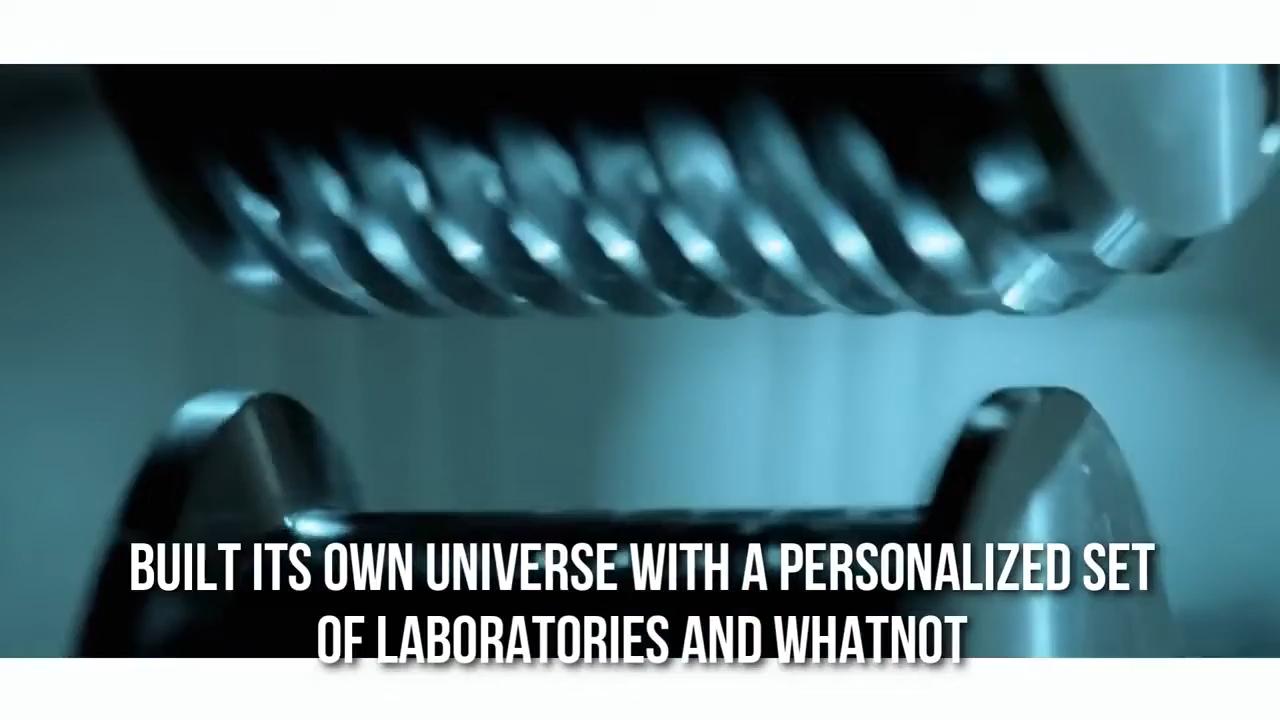 BUILT ITS OWN UNIVERSE WITH A PERSONALIZED SET
OF LABORATORIES AND WHATNOT